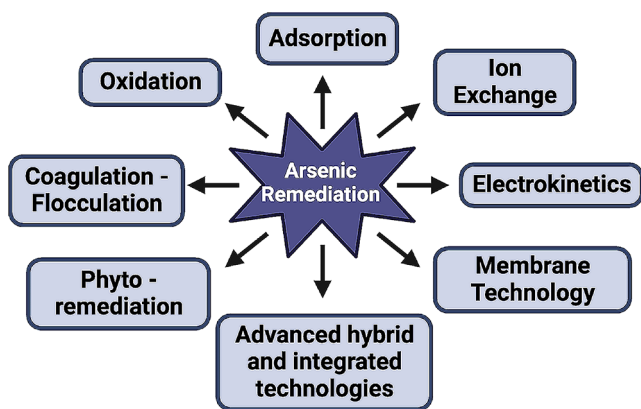 Adsorption
Oxidation
Ion
Exchange
Arsenic
Remediation
Coagulation -
Flocculation
Electrokinetics
Phyto -
remediation
Membrane
Technology
Advanced hybrid
and integrated
technologies